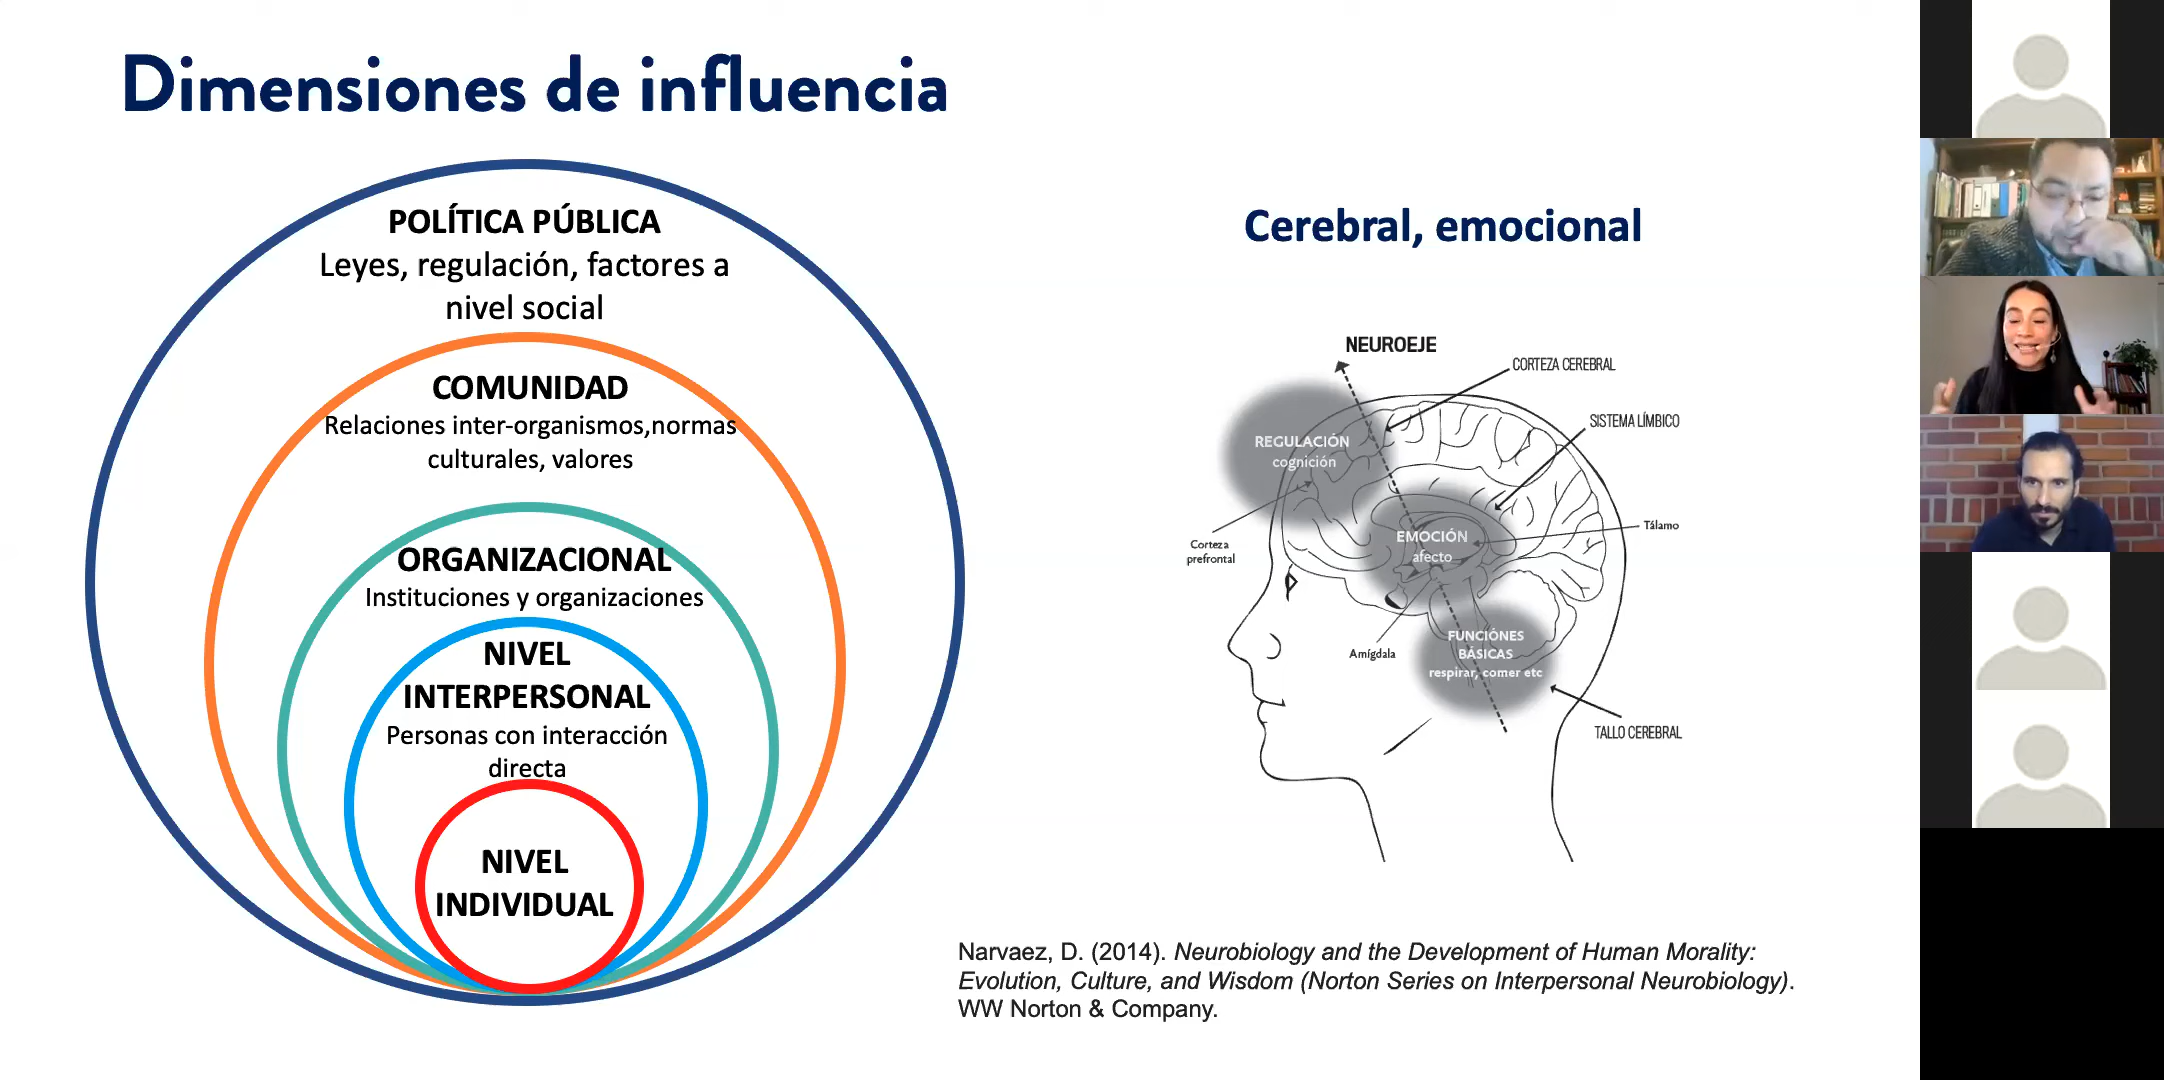 Dimensiones de influencia
POLÍTICA PÚBLICA
Leyes, regulación, factores a
nivel social
COMUNIDAD
Relaciones inter-organismos,normas
culturales, valores
ORGANIZACIONAL
Instituciones y organizaciones
NIVEL
INTERPERSONAL
Personas con interacción
directa
NIVEL
INDIVIDUAL
Cerebral, emocional
NEUROEJE
CORTEZA CEREBRAL
SISTEMA LÍMBICO
REGULACIÓN
cognición
Tálamo
EMOCIÓN
afecto
Corteza
prefrontal
FUNCIÓNES
BÁSICAS
respirar, comer etc
Amígdala
TALLO CEREBRAL
Narvaez, D. (2014). Neurobiology and the Development of Human Morality:
Evolution, Culture, and Wisdom (Norton Series on Interpersonal Neurobiology).
WW Norton & Company.